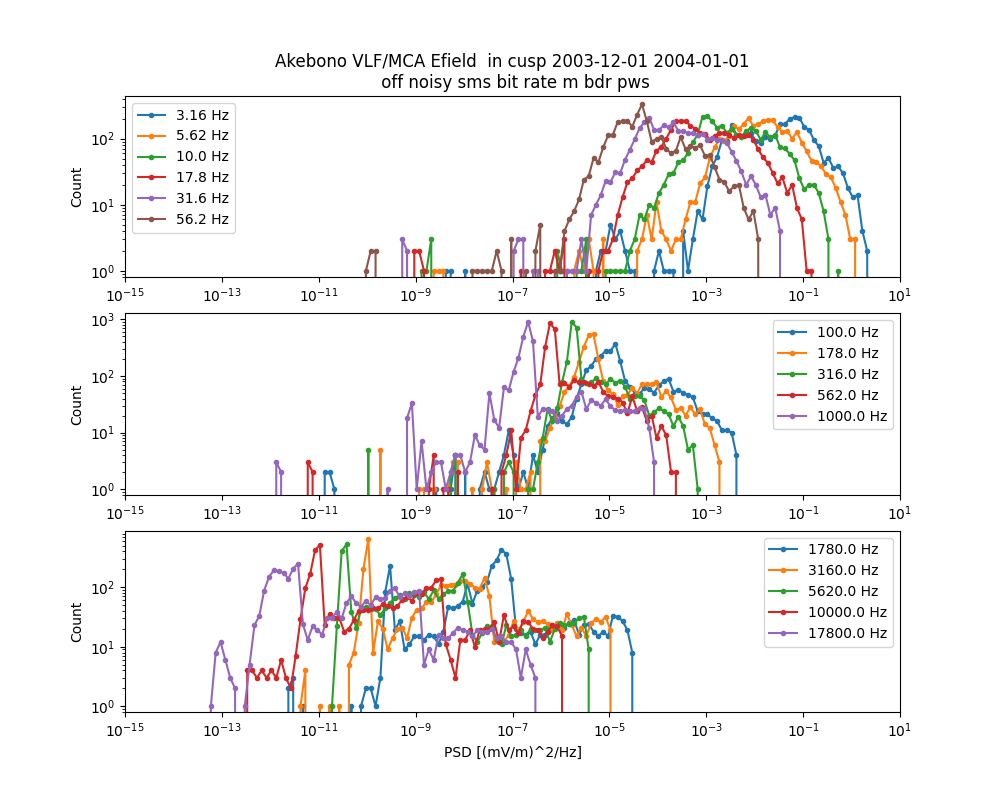 Akebono VLF/MCA Efield  in cusp 2003-12-01 2004-01-01
off noisy sms bit rate m bdr pws
Count
10^2
10^1
10^0
3.16 Hz
5.62 Hz
10.0 Hz
17.8 Hz
31.6 Hz
56.2 Hz
10^-15 10^-13 10^-11 10^-9 10^-7 10^-5 10^-3 10^-1 10^1
Count
10^3
10^2
10^1
10^0
100.0 Hz
178.0 Hz
316.0 Hz
562.0 Hz
1000.0 Hz
10^-15 10^-13 10^-11 10^-9 10^-7 10^-5 10^-3 10^-1 10^1
Count
10^2
10^1
10^0
1780.0 Hz
3160.0 Hz
5620.0 Hz
10000.0 Hz
17800.0 Hz
10^-15 10^-13 10^-11 10^-9 10^-7 10^-5 10^-3 10^-1 10^1
PSD [(mV/m)^2/Hz]